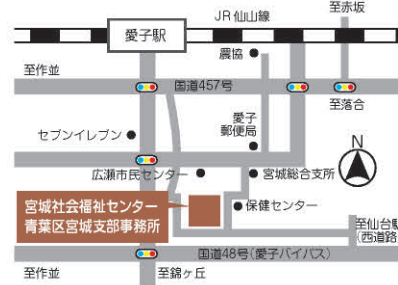 至赤坂
JR 仙山線
愛子駅
農協
至作並
国道457号
至落合
愛子
郵便局
セブンイレブン
N
広瀬市民センター
宮城総合支所
宮城社会福祉センター
青葉区宮城支部事務所
保健センター
至仙台駅
(西道路
国道48号(愛子バイパス)
至作並
至錦ヶ丘